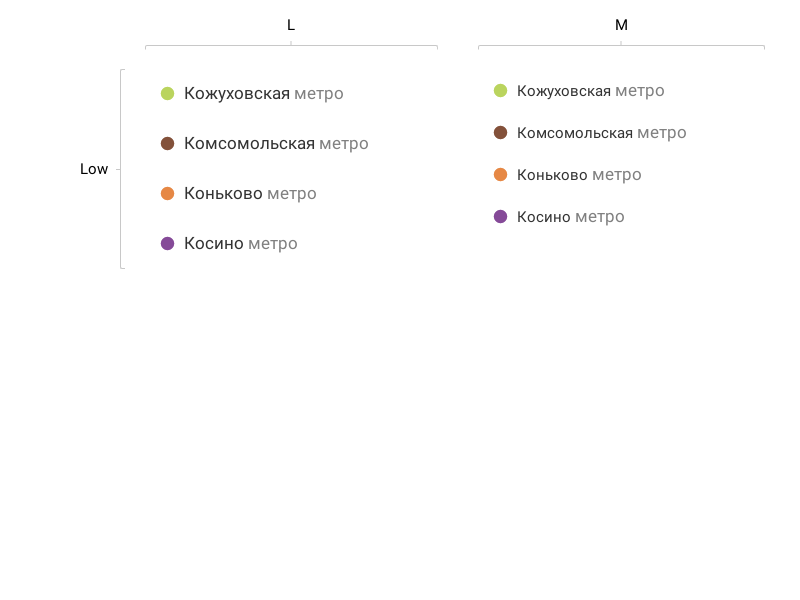 L
M
Кожуховская метро
Комсомольская метро
Коньково метро
Косино метро
Low
Кожуховская метро
Комсомольская метро
Коньково метро
Косино метро